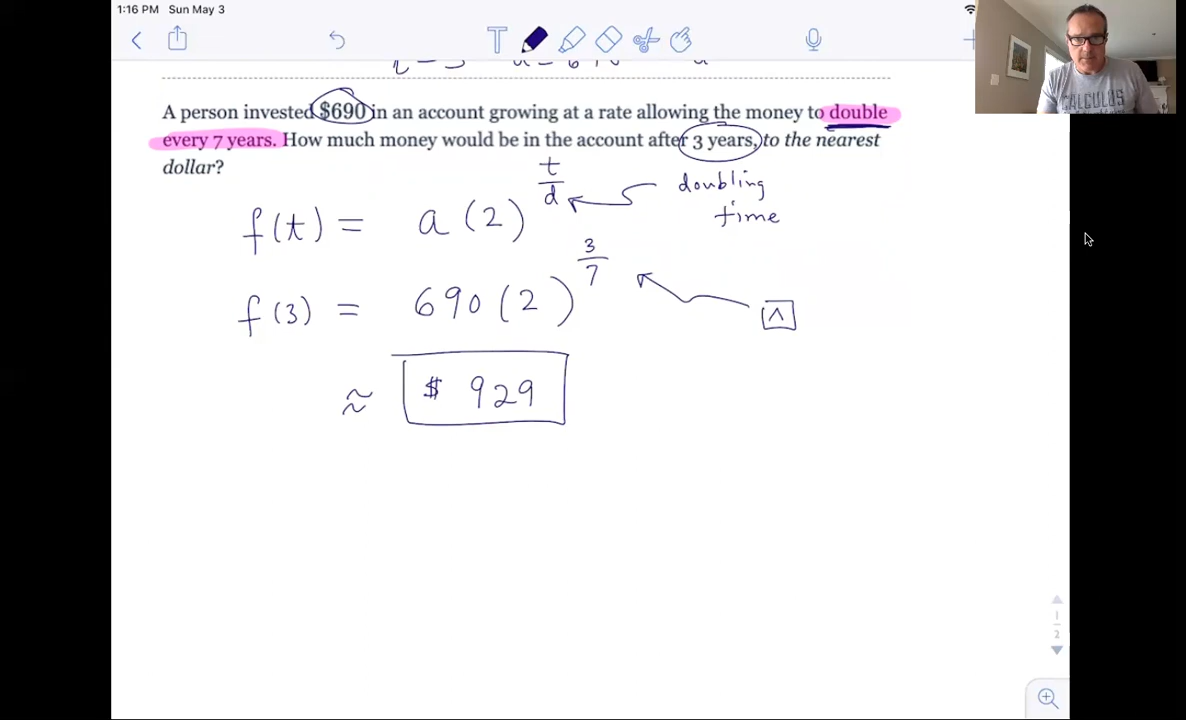 1:16 PM Sun May 3
CALCULUS
A person invested $690 in an account growing at a rate allowing the money to double
every 7 years. How much money would be in the account after 3 years, to the nearest
dollar?
f(t) = a(2)^(t/d)
doubling
time
f(3) = 690(2)^(3/7)
^
≈ $ 929
1
2